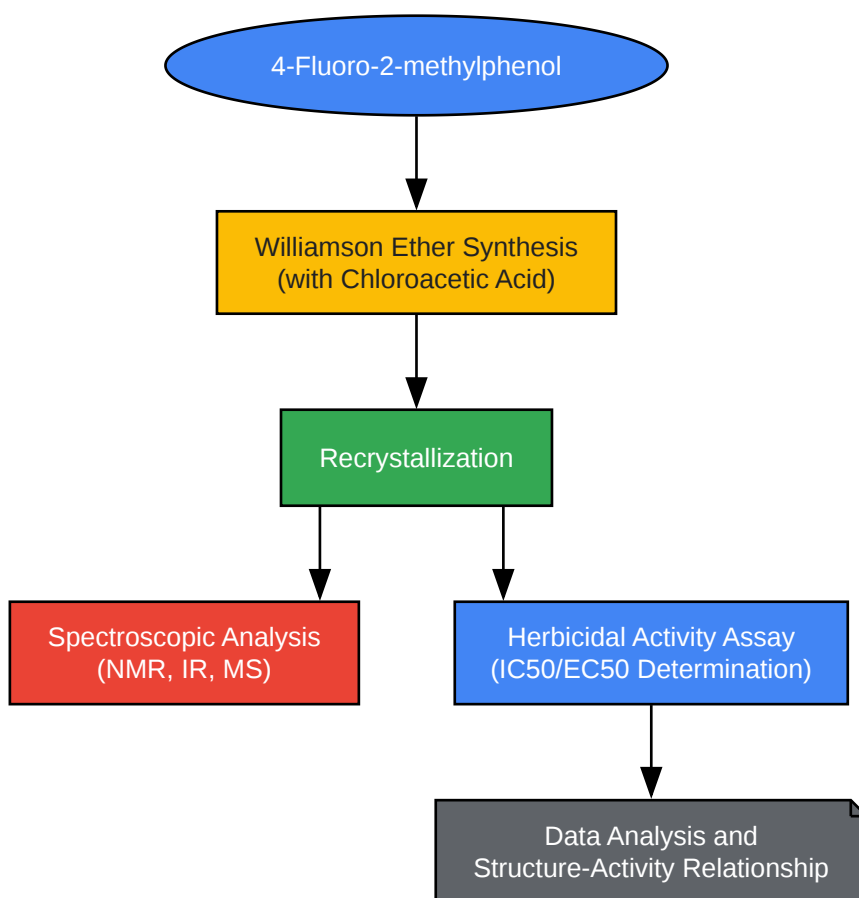 4-Fluoro-2-methylphenol
Williamson Ether Synthesis
(with Chloroacetic Acid)
Recrystallization
Spectroscopic Analysis
(NMR, IR, MS)
Herbicidal Activity Assay
(IC50/EC50 Determination)
Data Analysis and
Structure-Activity Relationship